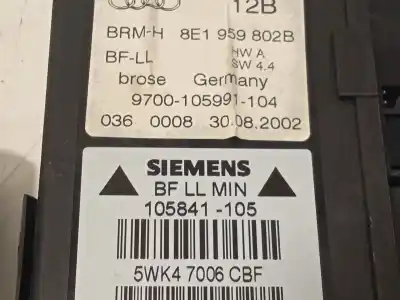 12B
BRM-H 8E1 959 802B
BF-LL HW A
SW 4.4
brose Germany
9700-105991-104
036 0008 30.08.2002
SIEMENS
BF LL MIN
105841-105
5WK4 7006 CBF